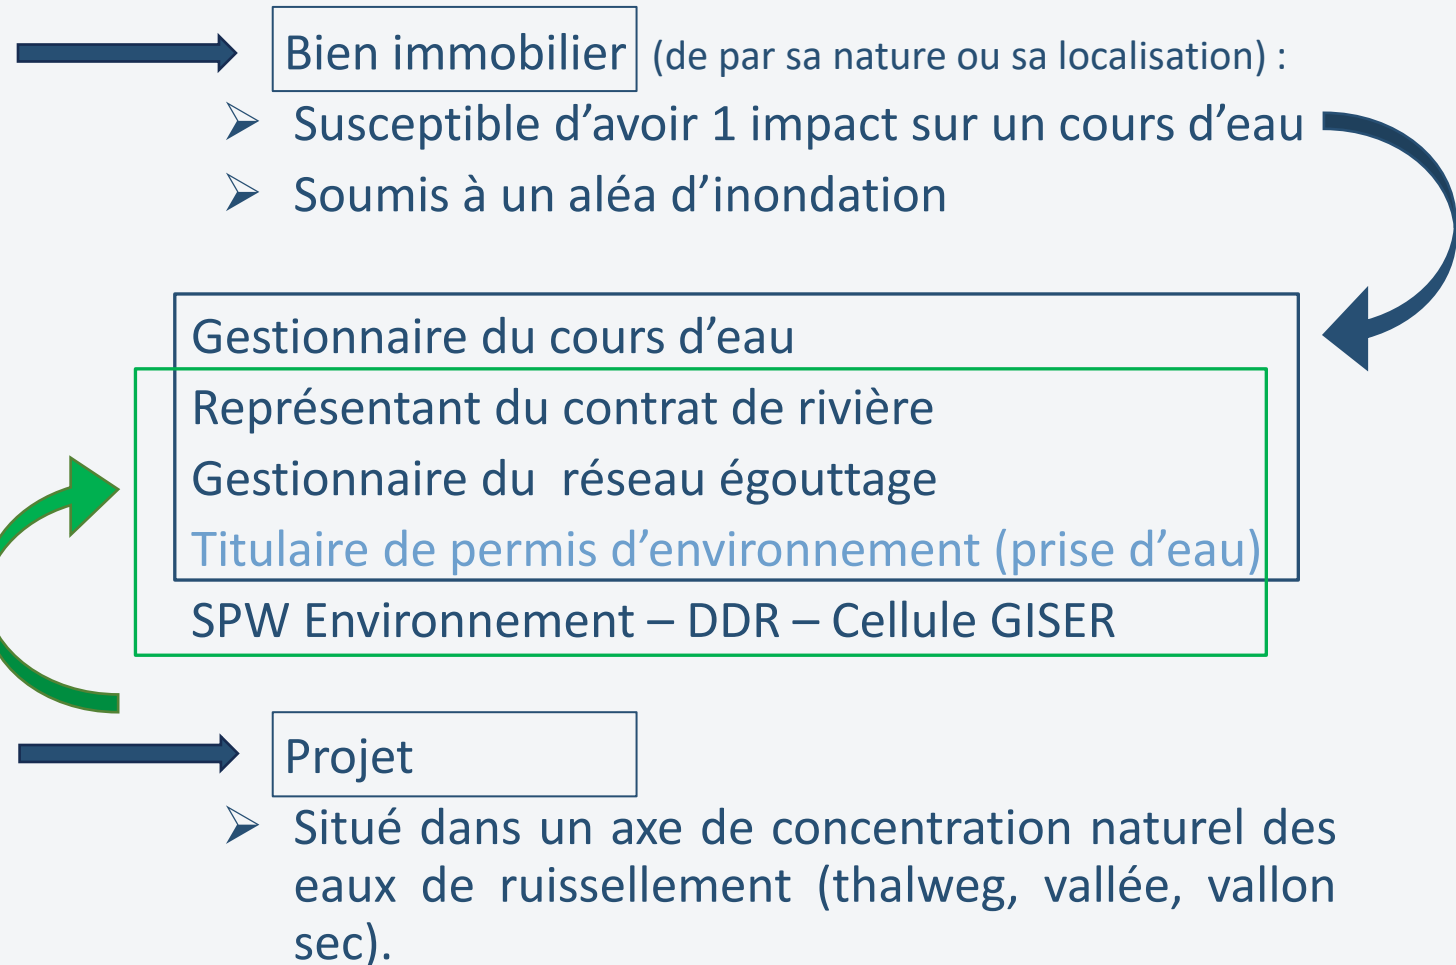 Bien immobilier (de par sa nature ou sa localisation) :
➢ Susceptible d’avoir 1 impact sur un cours d’eau
➢ Soumis à un aléa d’inondation
Gestionnaire du cours d’eau
Représentant du contrat de rivière
Gestionnaire du réseau égouttage
Titulaire de permis d’environnement (prise d’eau)
SPW Environnement – DDR – Cellule GISER
Projet
➢ Situé dans un axe de concentration naturel des
eaux de ruissellement (thalweg, vallée, vallon
sec).